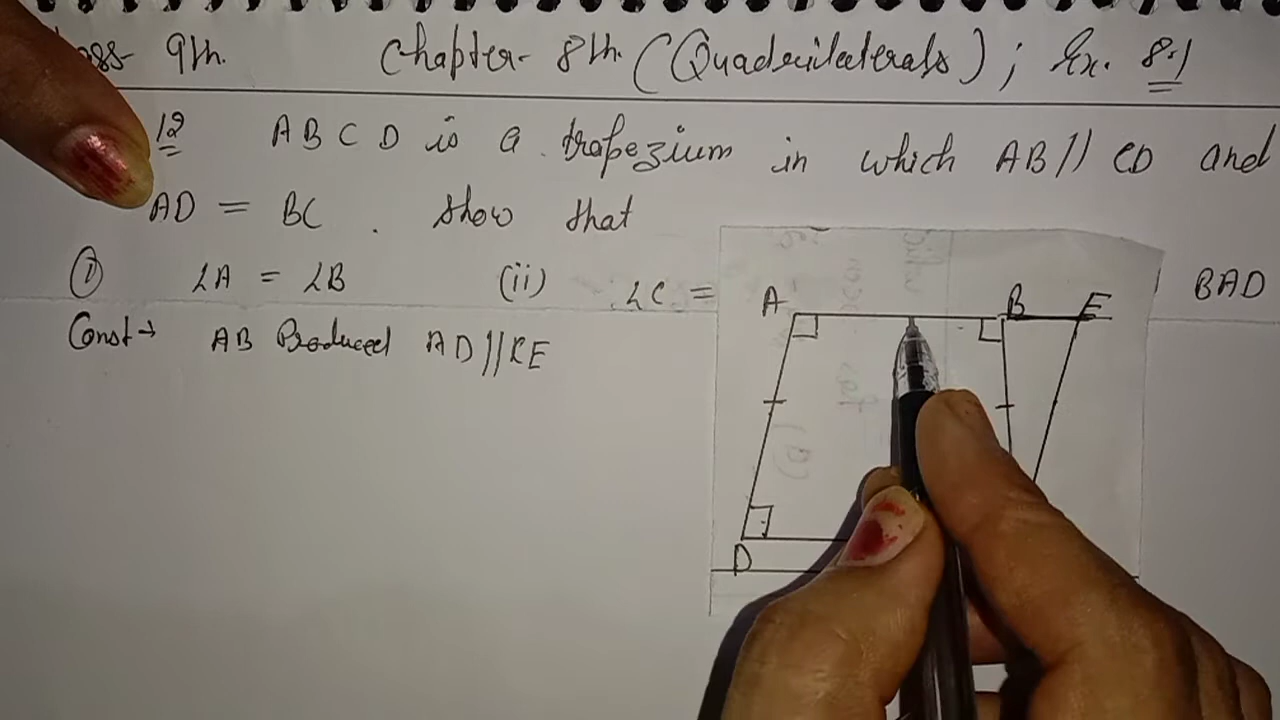 9th. Chapter- 8th. (Quadrilaterals) ; Ex. 8.1
12 ABCD is a trapezium in which AB // CD and
AD = BC . Show that
(i) ∠A = ∠B (ii) ∠C = BAD
Const → AB Produced AD // CE
A B E
D